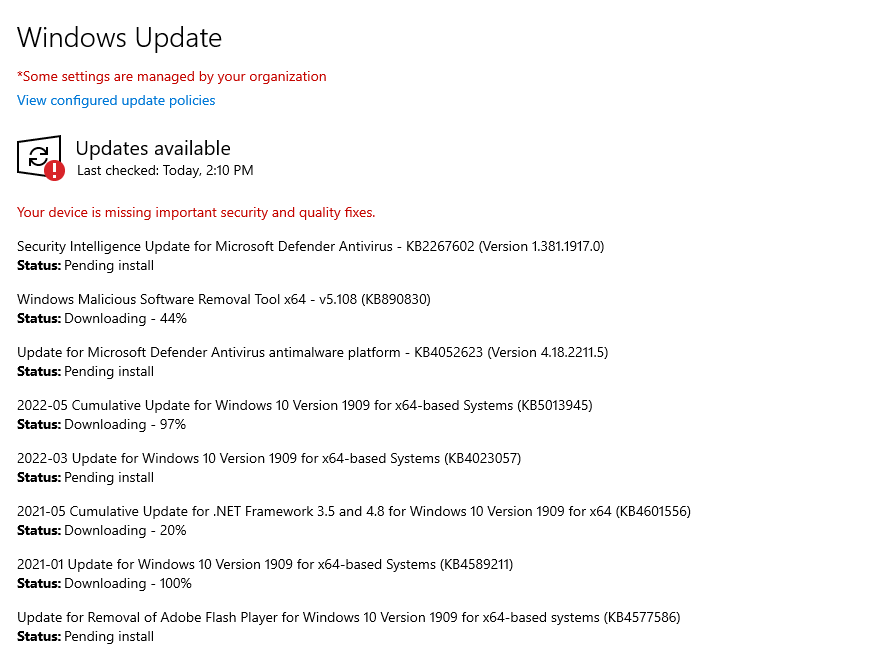 Windows Update
*Some settings are managed by your organization
View configured update policies
Updates available
Last checked: Today, 2:10 PM
Your device is missing important security and quality fixes.
Security Intelligence Update for Microsoft Defender Antivirus - KB2267602 (Version 1.381.1917.0)
Status: Pending install
Windows Malicious Software Removal Tool x64 - v5.108 (KB890830)
Status: Downloading - 44%
Update for Microsoft Defender Antivirus antimalware platform - KB4052623 (Version 4.18.2211.5)
Status: Pending install
2022-05 Cumulative Update for Windows 10 Version 1909 for x64-based Systems (KB5013945)
Status: Downloading - 97%
2022-03 Update for Windows 10 Version 1909 for x64-based Systems (KB4023057)
Status: Pending install
2021-05 Cumulative Update for .NET Framework 3.5 and 4.8 for Windows 10 Version 1909 for x64 (KB4601556)
Status: Downloading - 20%
2021-01 Update for Windows 10 Version 1909 for x64-based Systems (KB4589211)
Status: Downloading - 100%
Update for Removal of Adobe Flash Player for Windows 10 Version 1909 for x64-based systems (KB4577586)
Status: Pending install